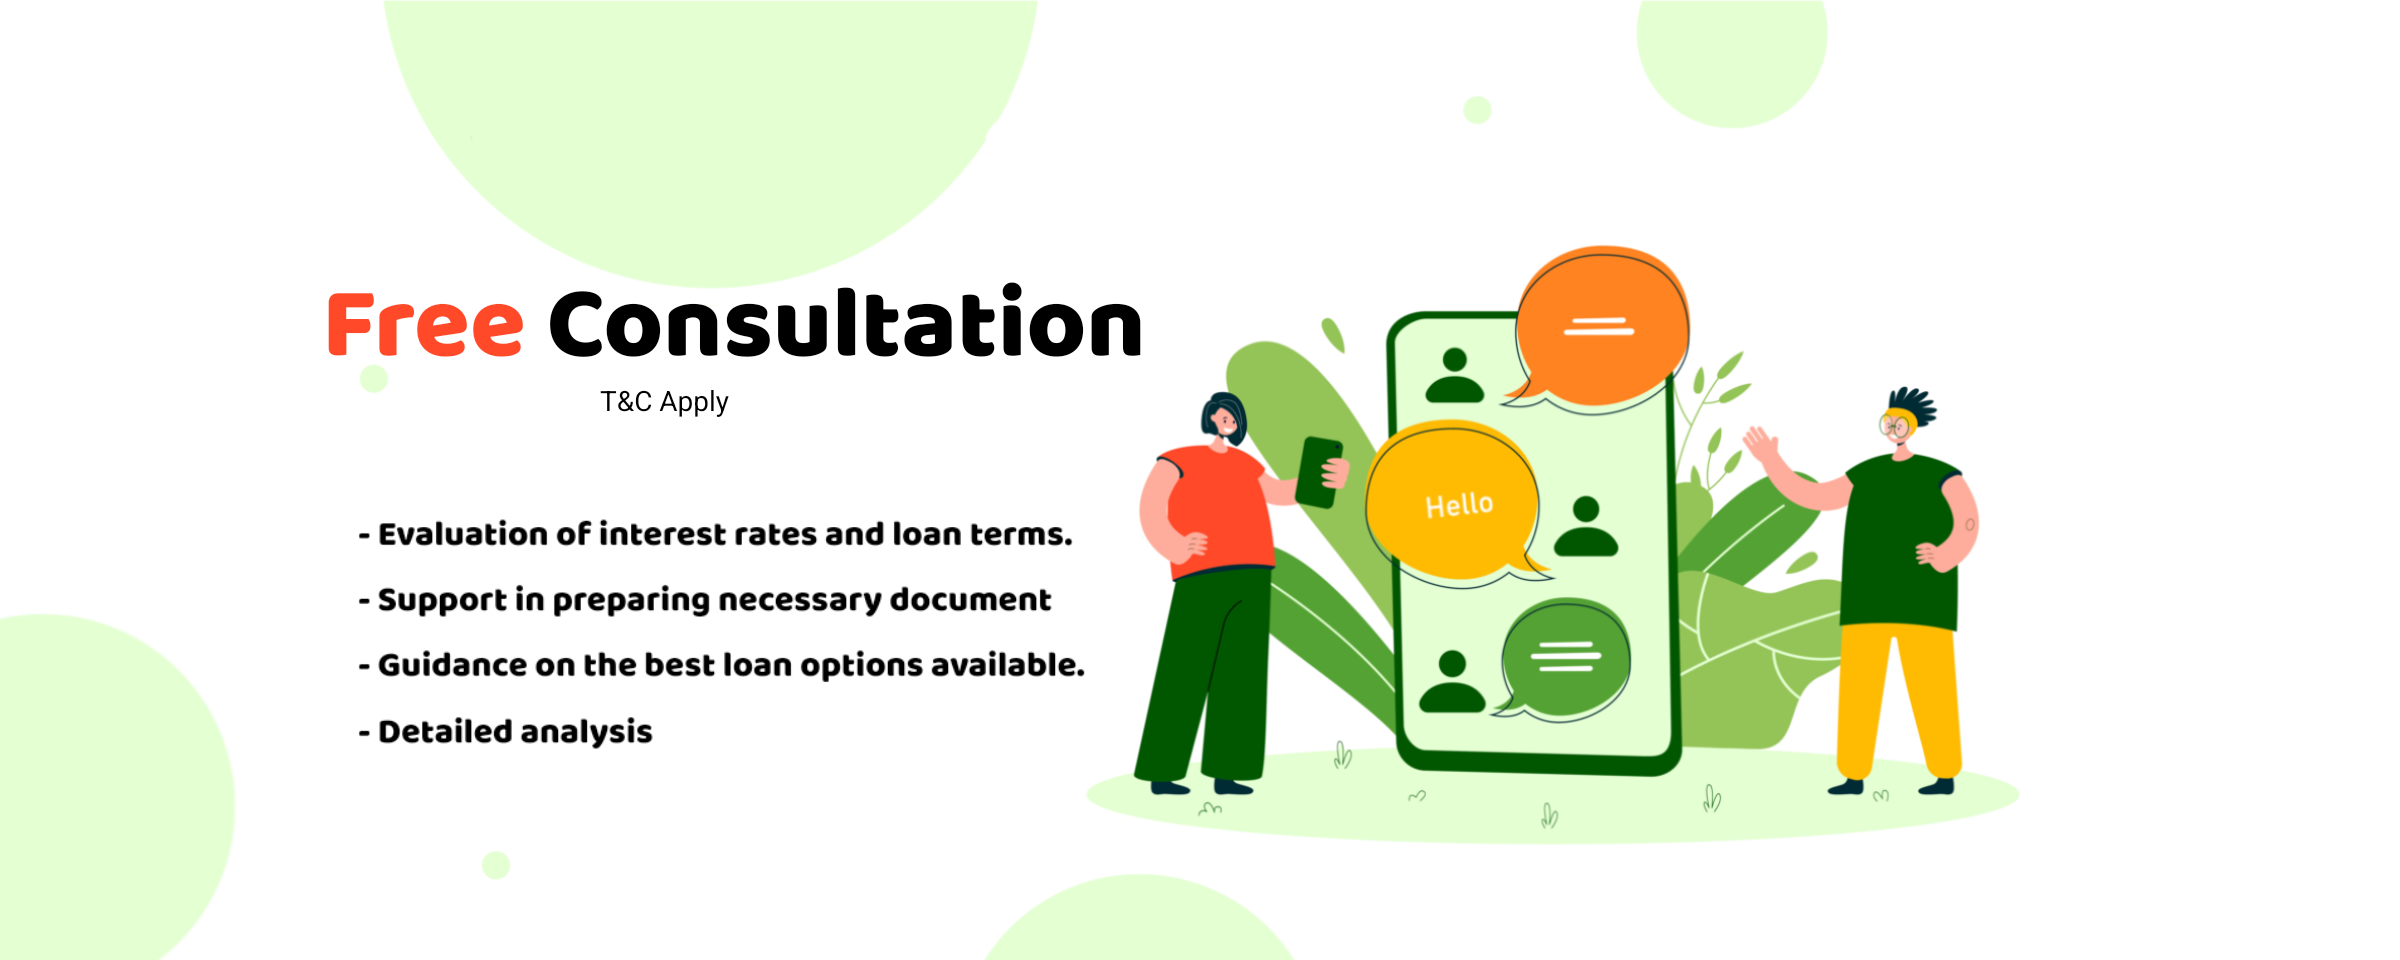 Free Consultation
T&C Apply
- Evaluation of interest rates and loan terms.
- Support in preparing necessary document
- Guidance on the best loan options available.
- Detailed analysis
Hello